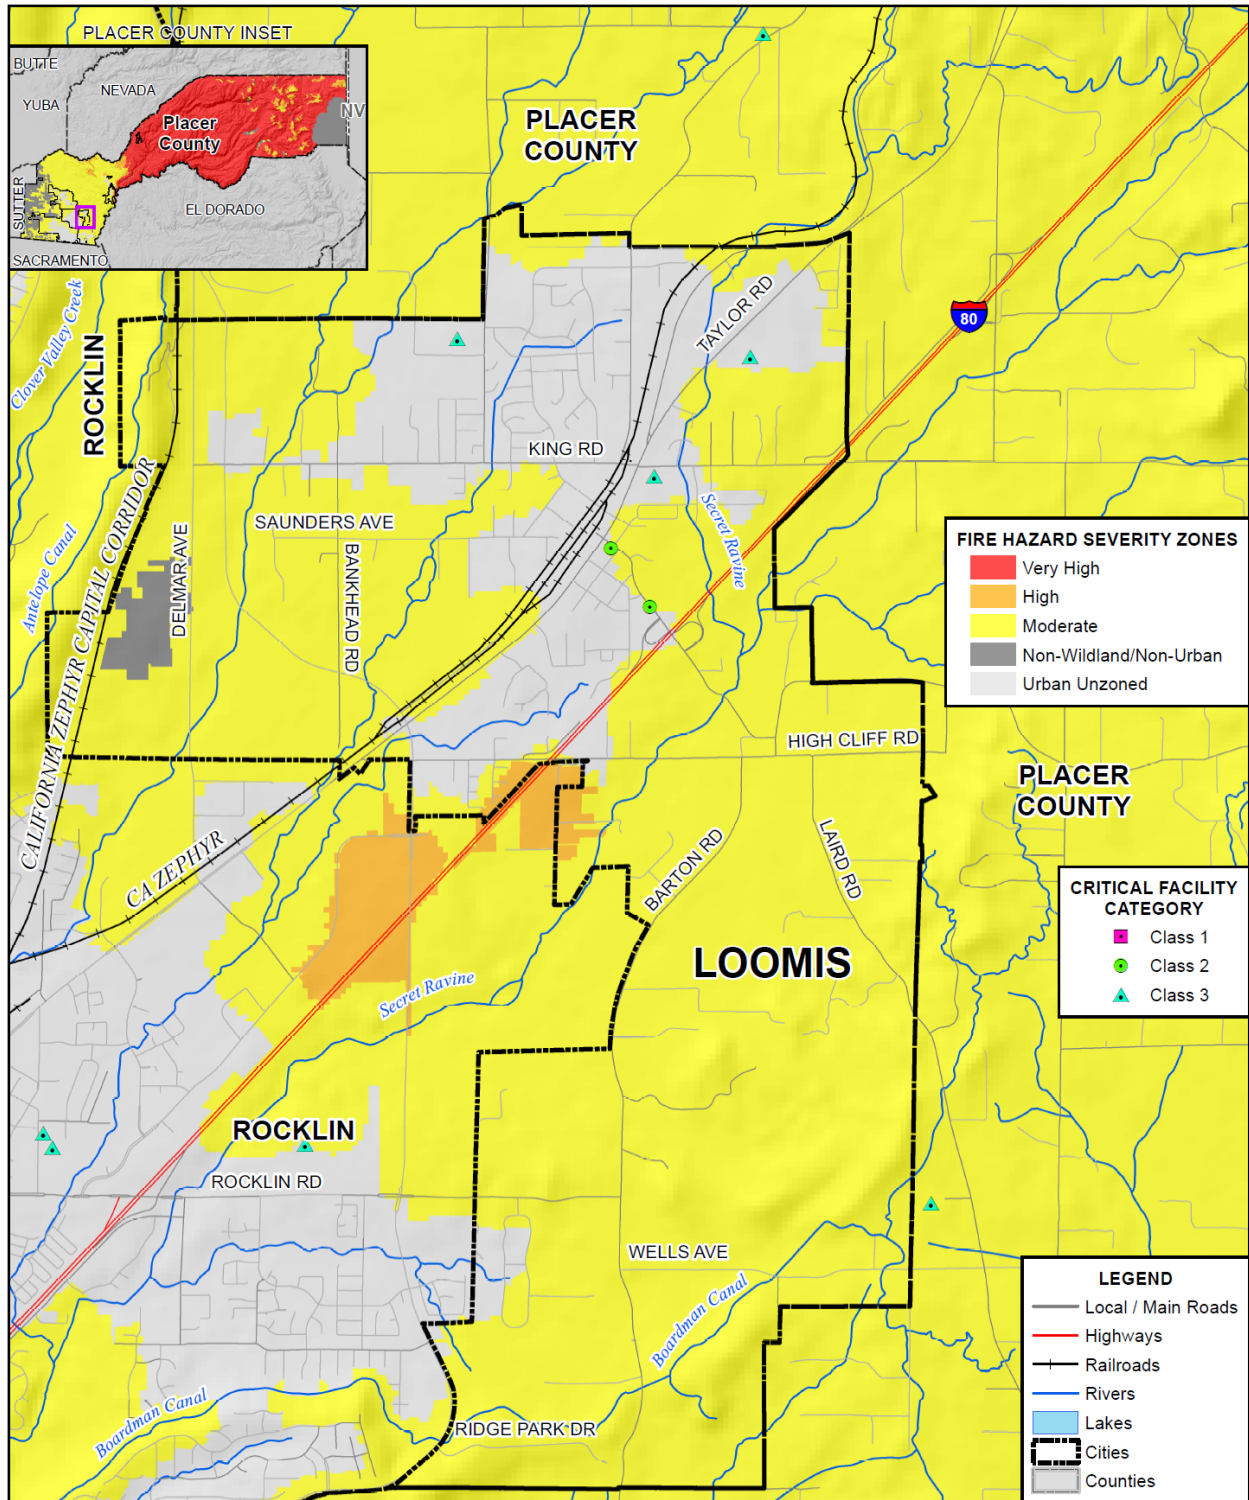 PLACER COUNTY INSET
BUTTE
YUBA
NEVADA
NV
Placer
County
SUTTER
EL DORADO
SACRAMENTO
PLACER
COUNTY
Clover Valley Creek
ROCKLIN
TAYLOR RD
80
KING RD
CALIFORNIA ZEPHYR CAPITAL CORRIDOR
Antelope Canal
DELMAR AVE
SAUNDERS AVE
BANKHEAD RD
Secret Ravine
FIRE HAZARD SEVERITY ZONES
Very High
High
Moderate
Non-Wildland/Non-Urban
Urban Unzoned
HIGH CLIFF RD
PLACER
COUNTY
CA ZEPHYR
BARTON RD
LAIRD RD
CRITICAL FACILITY
CATEGORY
Class 1
Class 2
Class 3
LOOMIS
Secret Ravine
ROCKLIN
ROCKLIN RD
WELLS AVE
Boardman Canal
Boardman Canal
RIDGE PARK DR
LEGEND
Local / Main Roads
Highways
Railroads
Rivers
Lakes
Cities
Counties